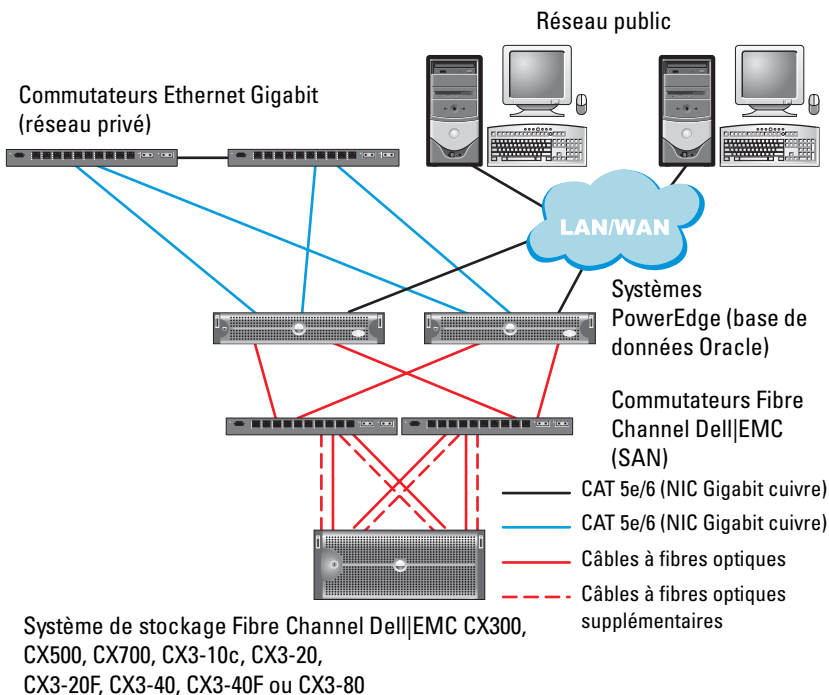 Réseau public
Commutateurs Ethernet Gigabit
(réseau privé)
LAN/WAN
Systèmes
PowerEdge (base de
données Oracle)
Commutateurs Fibre
Channel Dell|EMC
(SAN)
CAT 5e/6 (NIC Gigabit cuivre)
CAT 5e/6 (NIC Gigabit cuivre)
Câbles à fibres optiques
Câbles à fibres optiques
supplémentaires
Système de stockage Fibre Channel Dell|EMC CX300,
CX500, CX700, CX3-10c, CX3-20,
CX3-20F, CX3-40, CX3-40F ou CX3-80